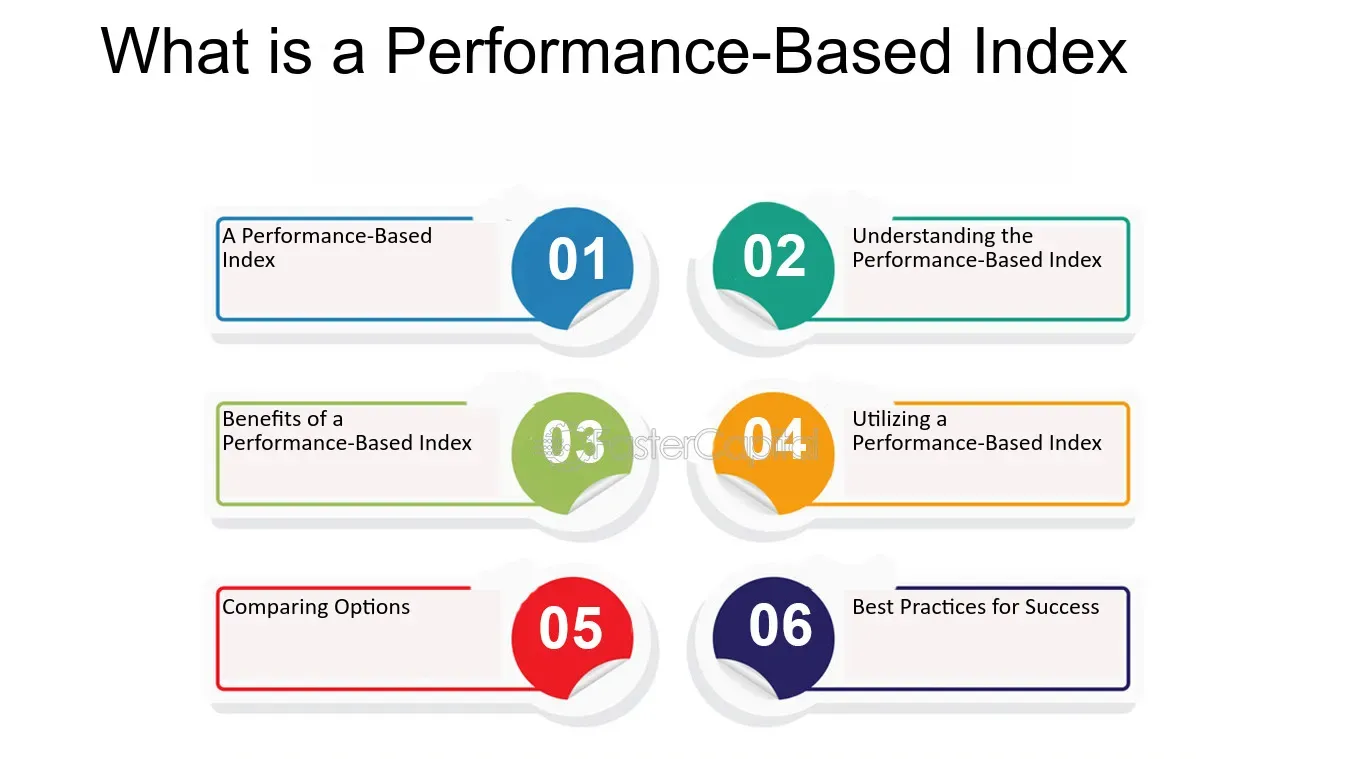 What is a Performance-Based Index
01
A Performance-Based
Index
02
Understanding the
Performance-Based Index
03
Benefits of a
Performance-Based Index
04
Utilizing a
Performance-Based Index
FasterCapital
05
Comparing Options
06
Best Practices for Success